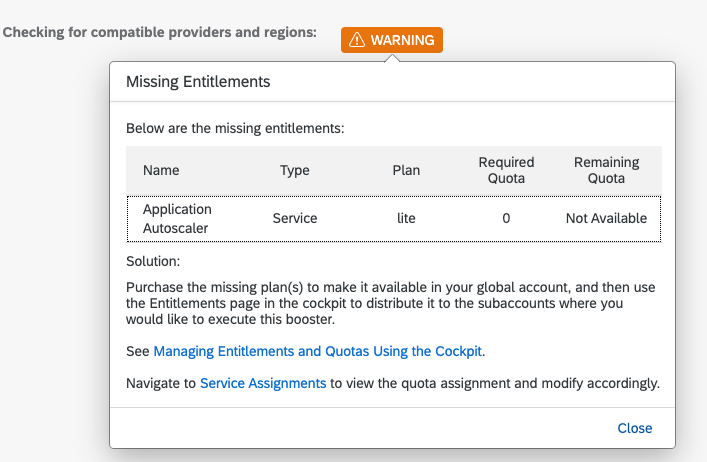 Checking for compatible providers and regions:
WARNING
Missing Entitlements
Below are the missing entitlements:
Name Type Plan Required Quota Remaining Quota
Application Autoscaler Service lite 0 Not Available
Solution:
Purchase the missing plan(s) to make it available in your global account, and then use
the Entitlements page in the cockpit to distribute it to the subaccounts where you
would like to execute this booster.
See Managing Entitlements and Quotas Using the Cockpit.
Navigate to Service Assignments to view the quota assignment and modify accordingly.
Close